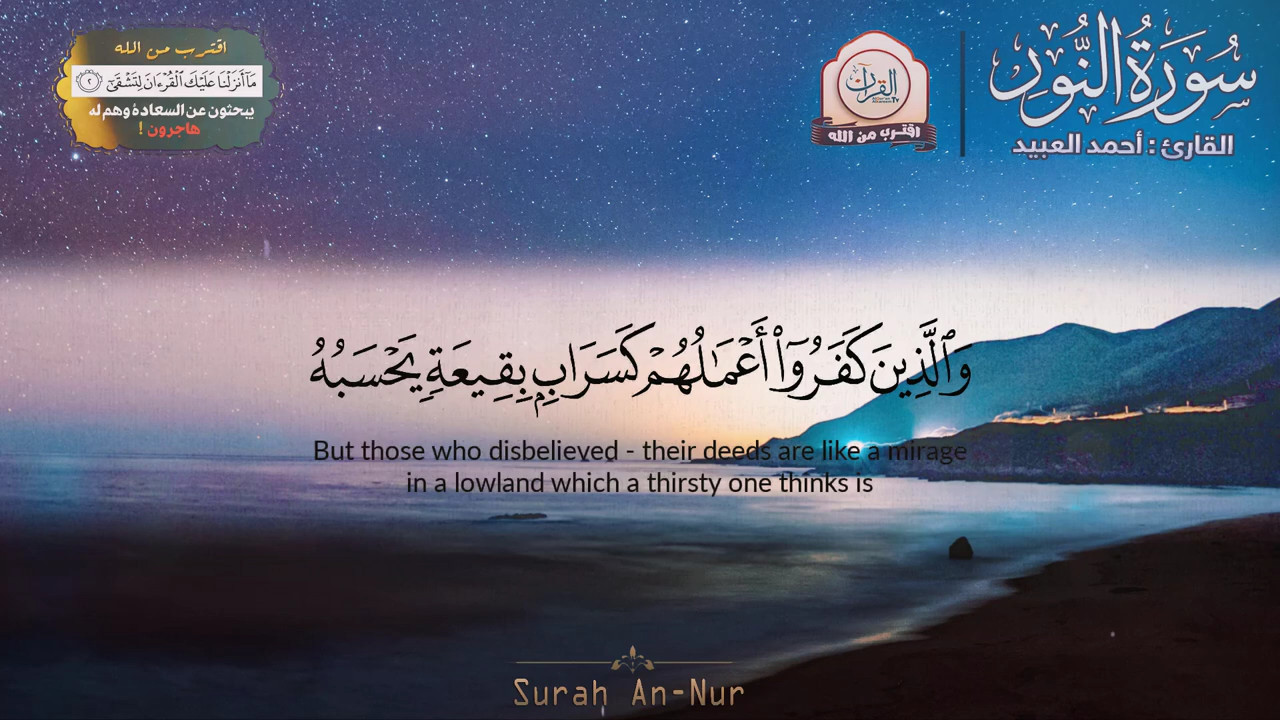 اقترب من الله
مَآ أَنزَلْنَا عَلَيْكَ ٱلْقُرْءَانَ لِتَشْقَىٰٓ ٢
يبحثون عن السعادة وهم له
هاجرون !
القرآن
اقترب من الله
سُورَةُ النُّورِ
القارئ : أحمد العبيد
وَٱلَّذِينَ كَفَرُوٓا۟ أَعْمَـٰلُهُمْ كَسَرَابٍۭ بِقِيعَةٍ يَحْسَبُهُ
But those who disbelieved - their deeds are like a mirage
in a lowland which a thirsty one thinks is
Surah An-Nur